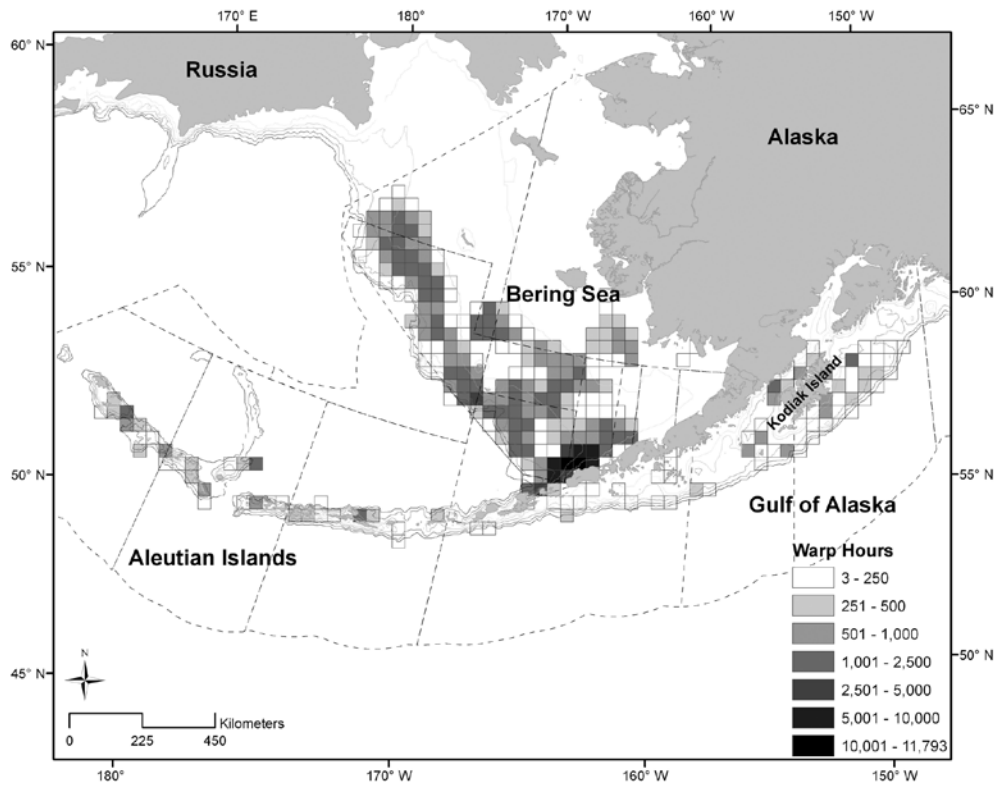 170° E 180° 170° W 160° W 150° W
60° N
Russia
65° N
Alaska
55° N
60° N
Bering Sea
Kodiak Island
50° N
55° N
Gulf of Alaska
Aleutian Islands
Warp Hours
3 - 250
251 - 500
501 - 1,000
1,001 - 2,500
2,501 - 5,000
5,001 - 10,000
10,001 - 11,793
50° N
45° N
N
Kilometers
0 225 450
180° 170° W 160° W 150° W